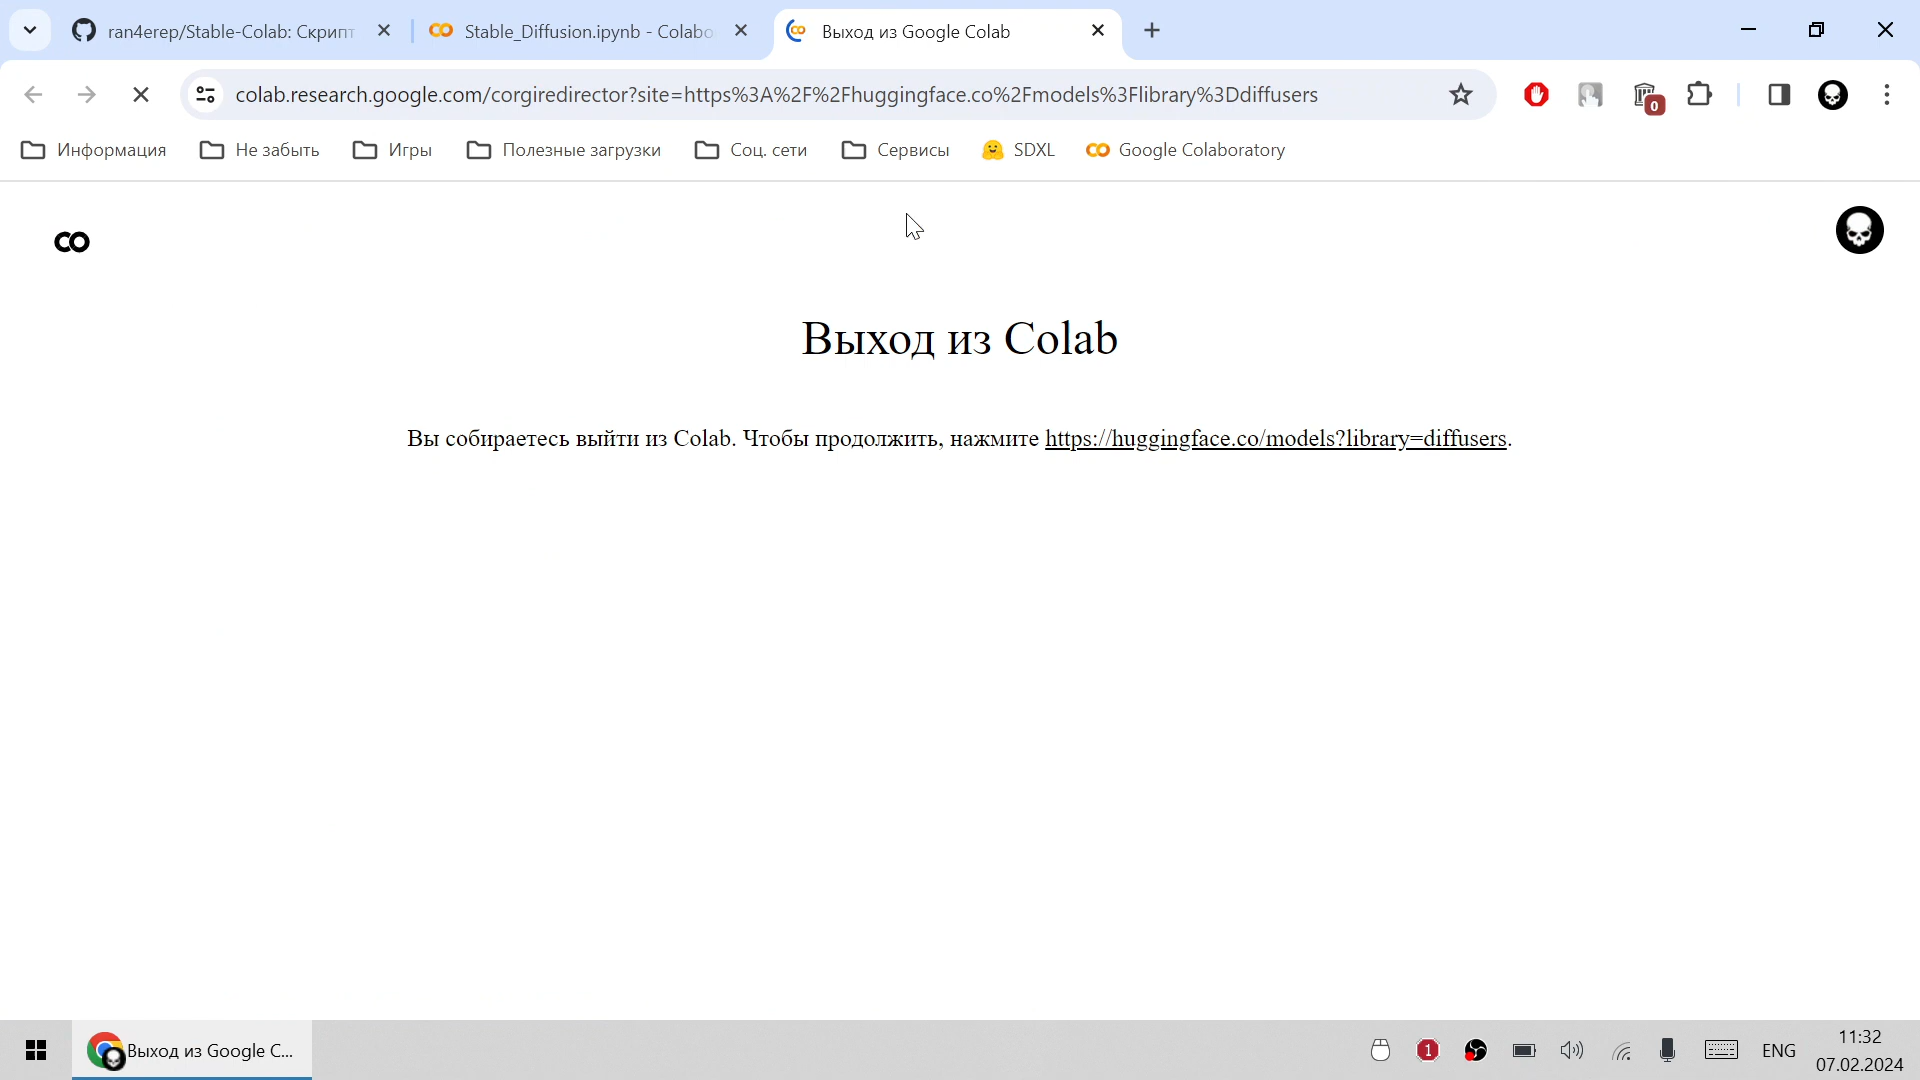 ran4erep/Stable-Colab: Скрипт
Stable_Diffusion.ipynb - Colabo
Выход из Google Colab
colab.research.google.com/corgiredirector?site=https%3A%2F%2Fhuggingface.co%2Fmodels%3Flibrary%3Ddiffusers
0
Информация
Не забыть
Игры
Полезные загрузки
Соц. сети
Сервисы
SDXL
Google Colaboratory
Выход из Colab
Вы собираетесь выйти из Colab. Чтобы продолжить, нажмите https://huggingface.co/models?library=diffusers.
Выход из Google C...
1
ENG
11:32
07.02.2024